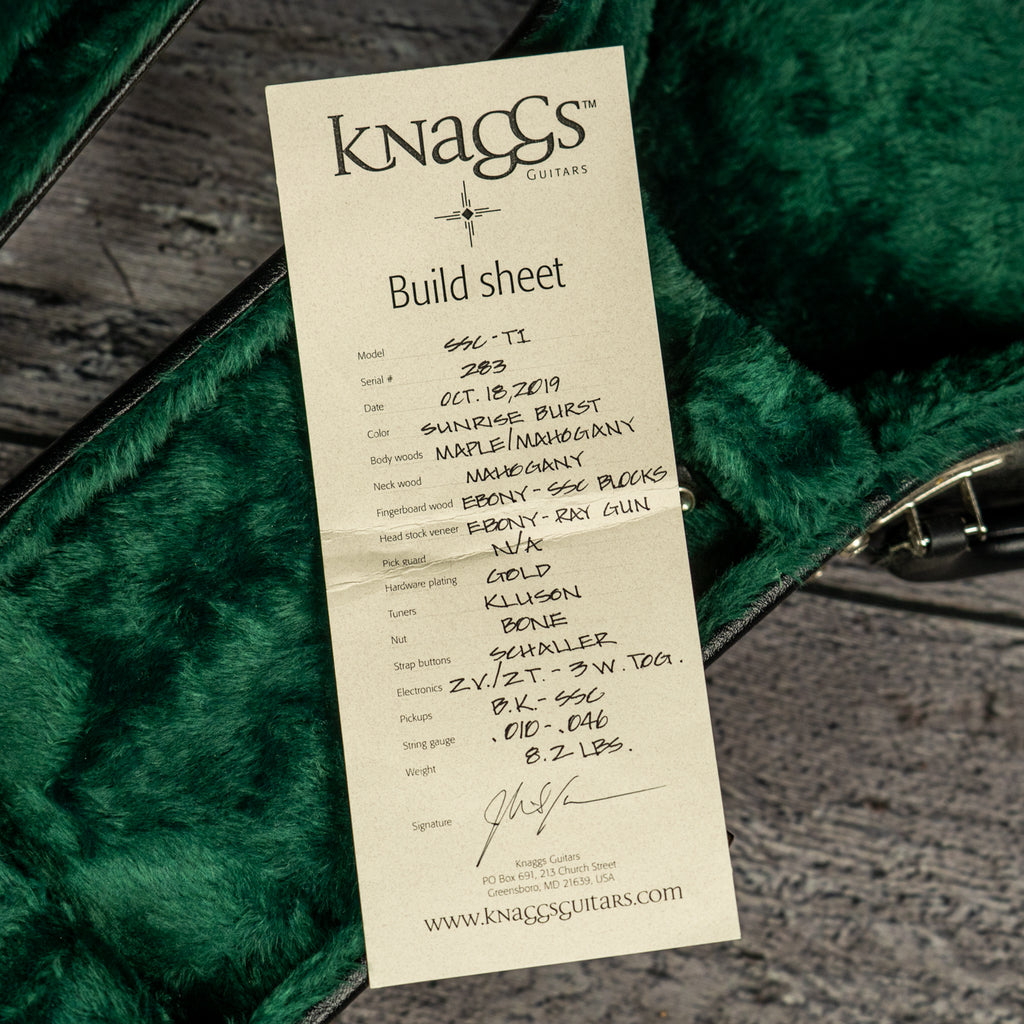 KNAGGS™
GUITARS
Build sheet
Model SSC-T1
Serial # 283
Date OCT. 18, 2019
Color SUNRISE BURST
Body woods MAPLE/MAHOGANY
Neck wood MAHOGANY
Fingerboard wood EBONY - SSC BLOCKS
Head stock veneer EBONY - RAY GUN
Pick guard N/A
Hardware plating GOLD
Tuners KLUSON
Nut BONE
Strap buttons SCHALLER
Electronics 2V./2T. - 3 W. TOG.
Pickups B.K. - SSC
String gauge .010 - .046
Weight 8.2 LBS.
Signature
Knaggs Guitars
PO Box 691, 213 Church Street
Greensboro, MD 21639, USA
www.knaggsguitars.com